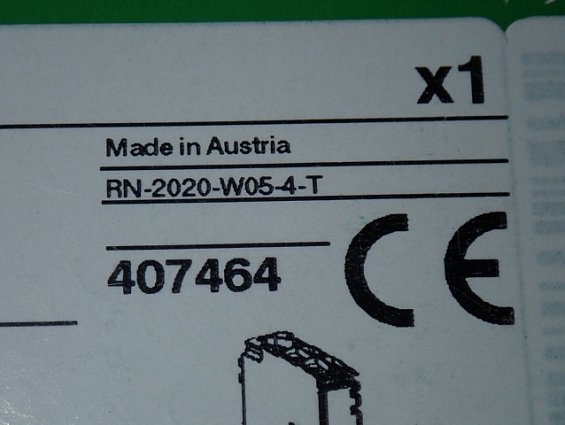 x1
Made in Austria
RN-2020-W05-4-T
407464
CE